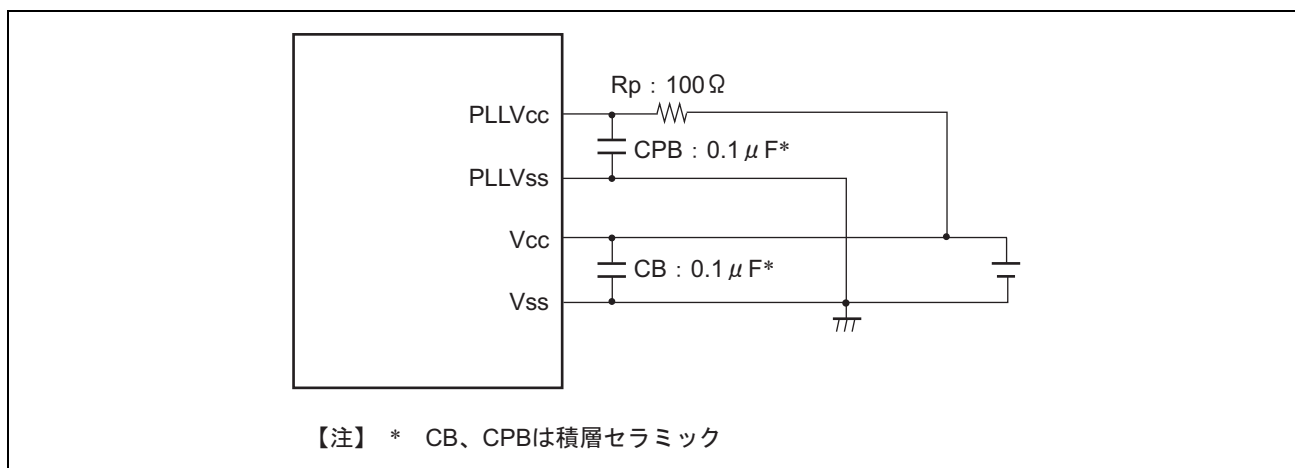 Rp：100Ω
PLLVcc
CPB：0.1μF*
PLLVss
Vcc
CB：0.1μF*
Vss
【注】 * CB、CPBは積層セラミック